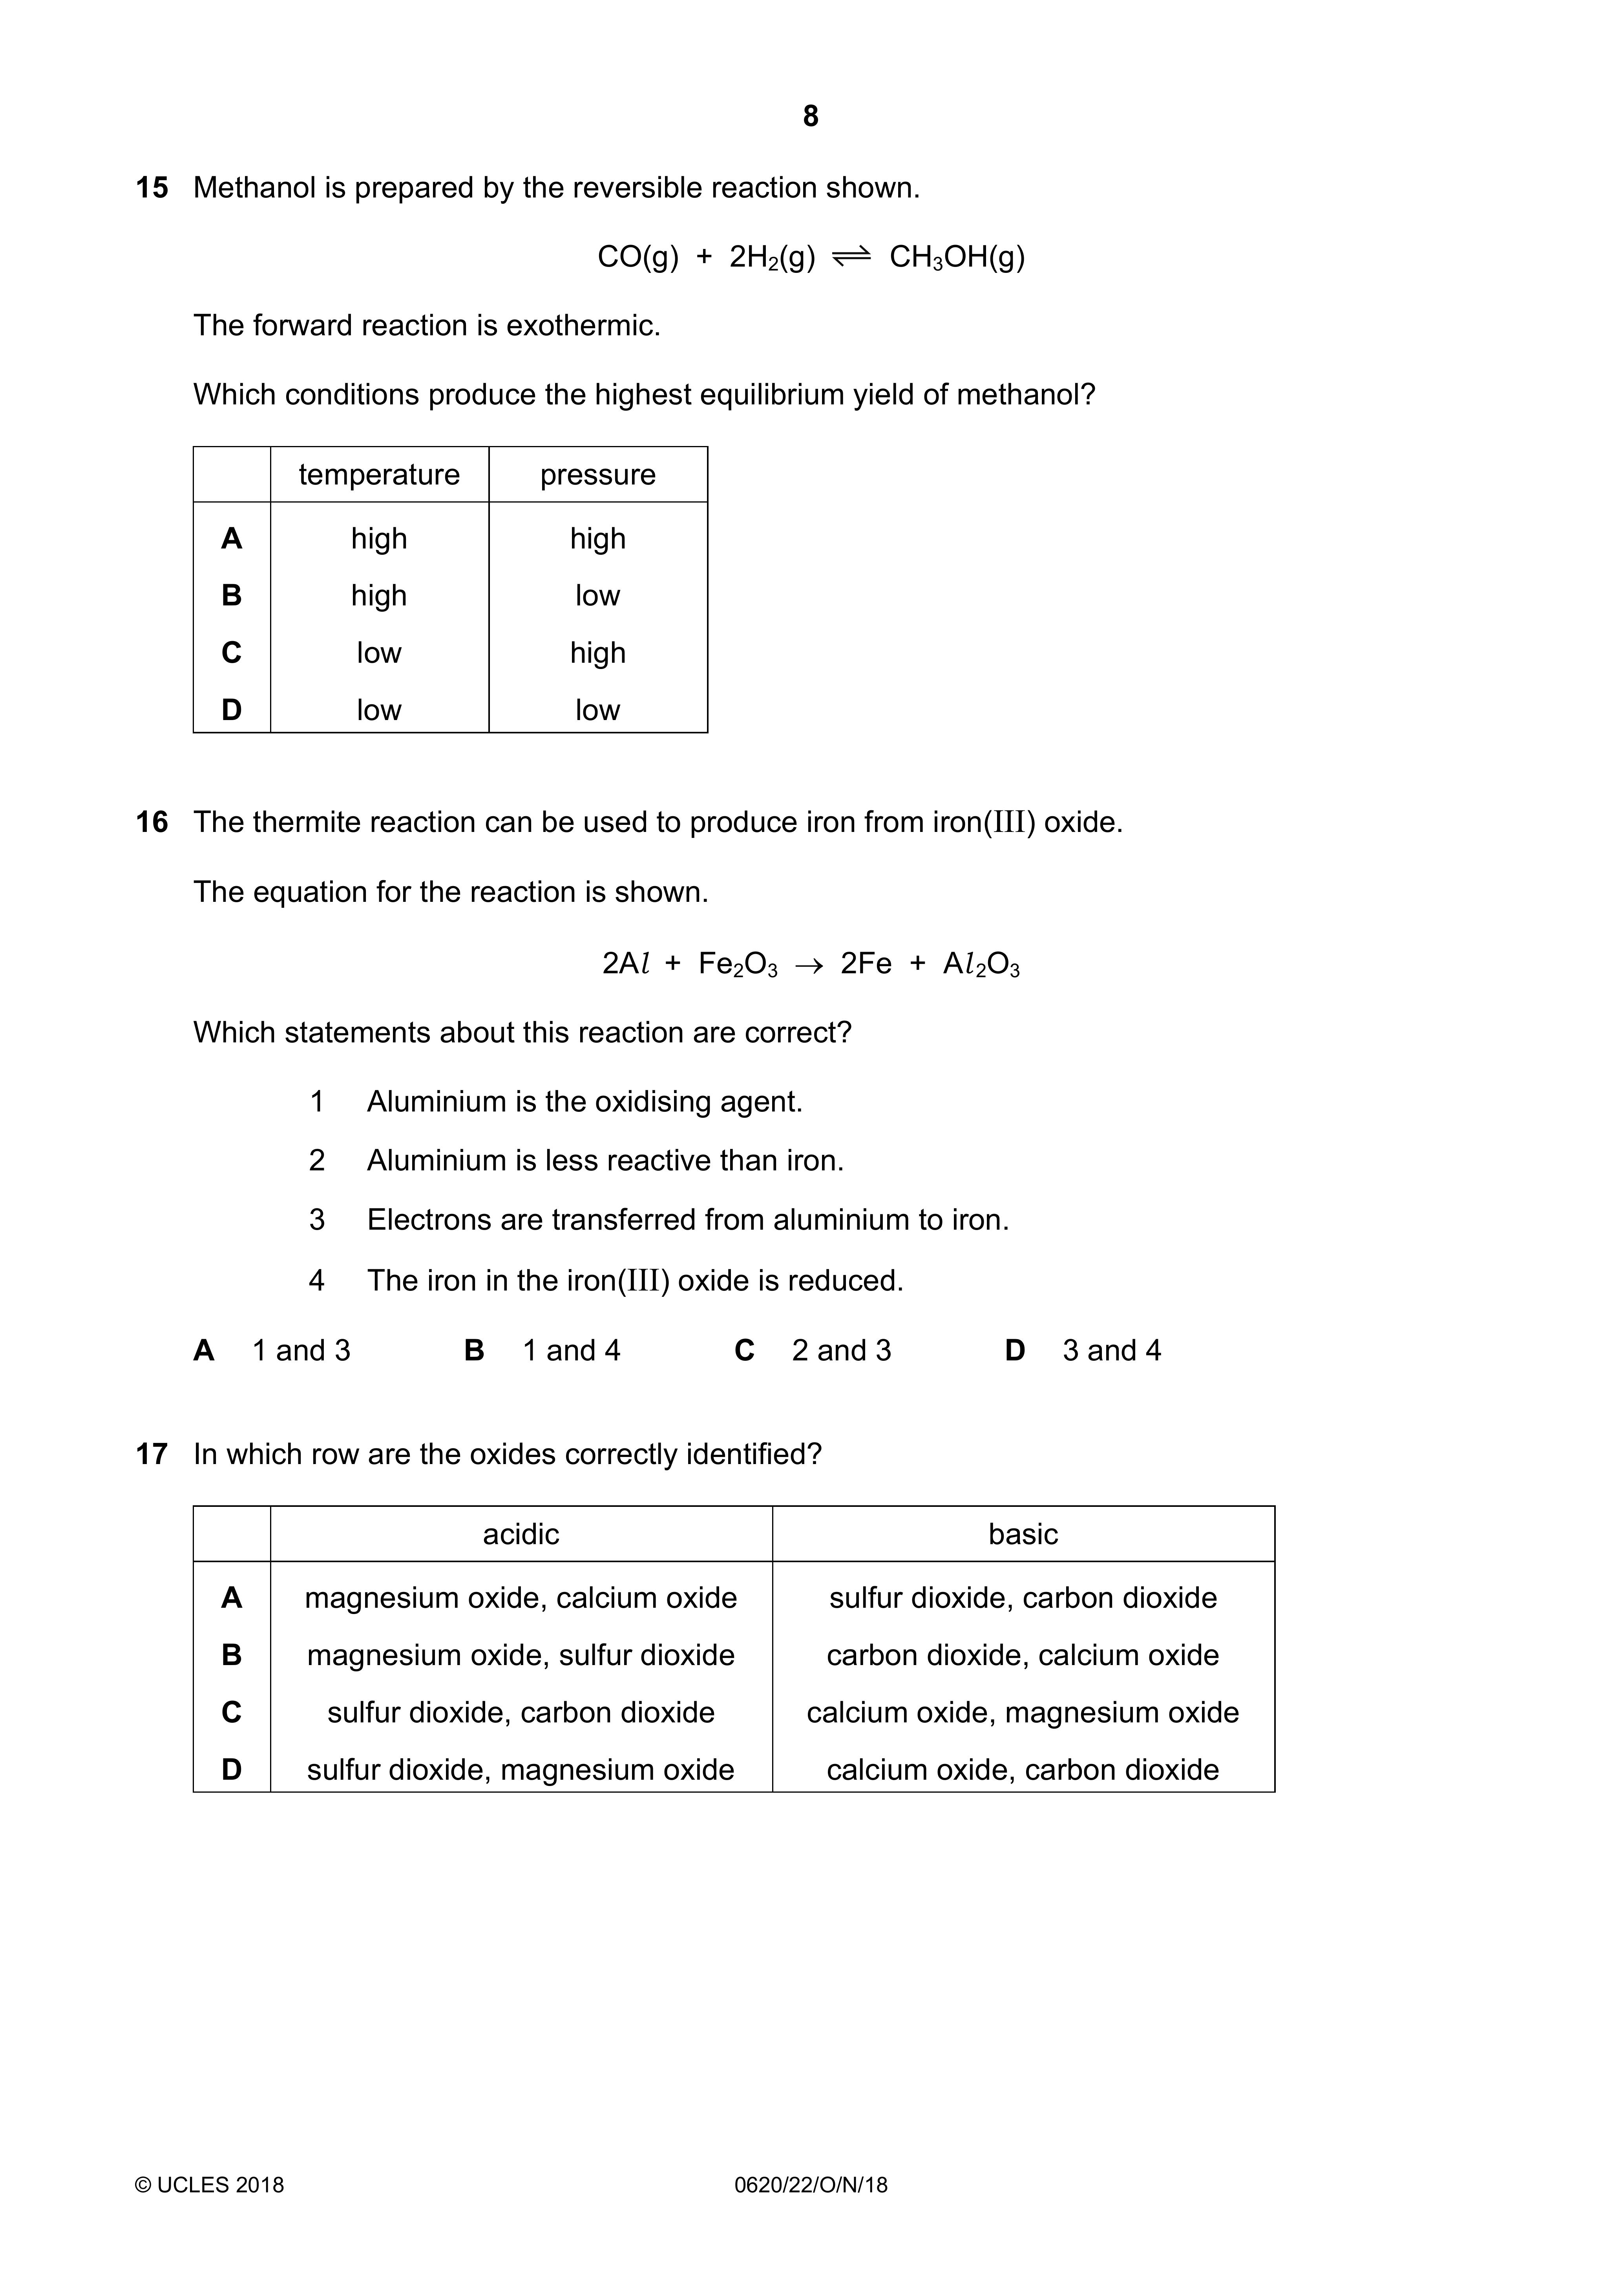 8
15 Methanol is prepared by the reversible reaction shown.
CO(g) + 2H₂(g) ⇌ CH₃OH(g)
The forward reaction is exothermic.
Which conditions produce the highest equilibrium yield of methanol?
temperature pressure
A high high
B high low
C low high
D low low
16 The thermite reaction can be used to produce iron from iron(III) oxide.
The equation for the reaction is shown.
2Al + Fe₂O₃ → 2Fe + Al₂O₃
Which statements about this reaction are correct?
1 Aluminium is the oxidising agent.
2 Aluminium is less reactive than iron.
3 Electrons are transferred from aluminium to iron.
4 The iron in the iron(III) oxide is reduced.
A 1 and 3 B 1 and 4 C 2 and 3 D 3 and 4
17 In which row are the oxides correctly identified?
acidic basic
A magnesium oxide, calcium oxide sulfur dioxide, carbon dioxide
B magnesium oxide, sulfur dioxide carbon dioxide, calcium oxide
C sulfur dioxide, carbon dioxide calcium oxide, magnesium oxide
D sulfur dioxide, magnesium oxide calcium oxide, carbon dioxide
© UCLES 2018 0620/22/O/N/18